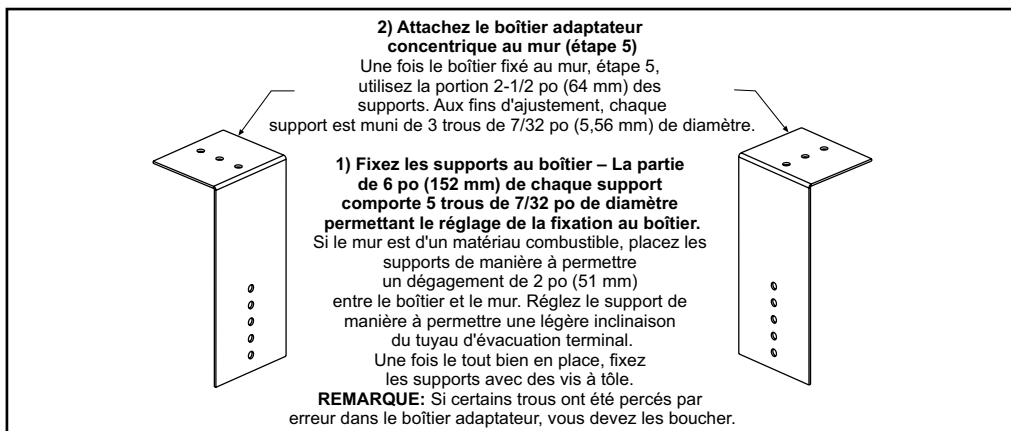 2) Attachez le boîtier adaptateur
concentrique au mur (étape 5)
Une fois le boîtier fixé au mur, étape 5,
utilisez la portion 2-1/2 po (64 mm) des
supports. Aux fins d'ajustement, chaque
support est muni de 3 trous de 7/32 po (5,56 mm) de diamètre.
1) Fixez les supports au boîtier – La partie
de 6 po (152 mm) de chaque support
comporte 5 trous de 7/32 po de diamètre
permettant le réglage de la fixation au boîtier.
Si le mur est d'un matériau combustible, placez les
supports de manière à permettre
un dégagement de 2 po (51 mm)
entre le boîtier et le mur. Réglez le support de
manière à permettre une légère inclinaison
du tuyau d'évacuation terminal.
Une fois le tout bien en place, fixez
les supports avec des vis à tôle.
REMARQUE: Si certains trous ont été percés par
erreur dans le boîtier adaptateur, vous devez les boucher.